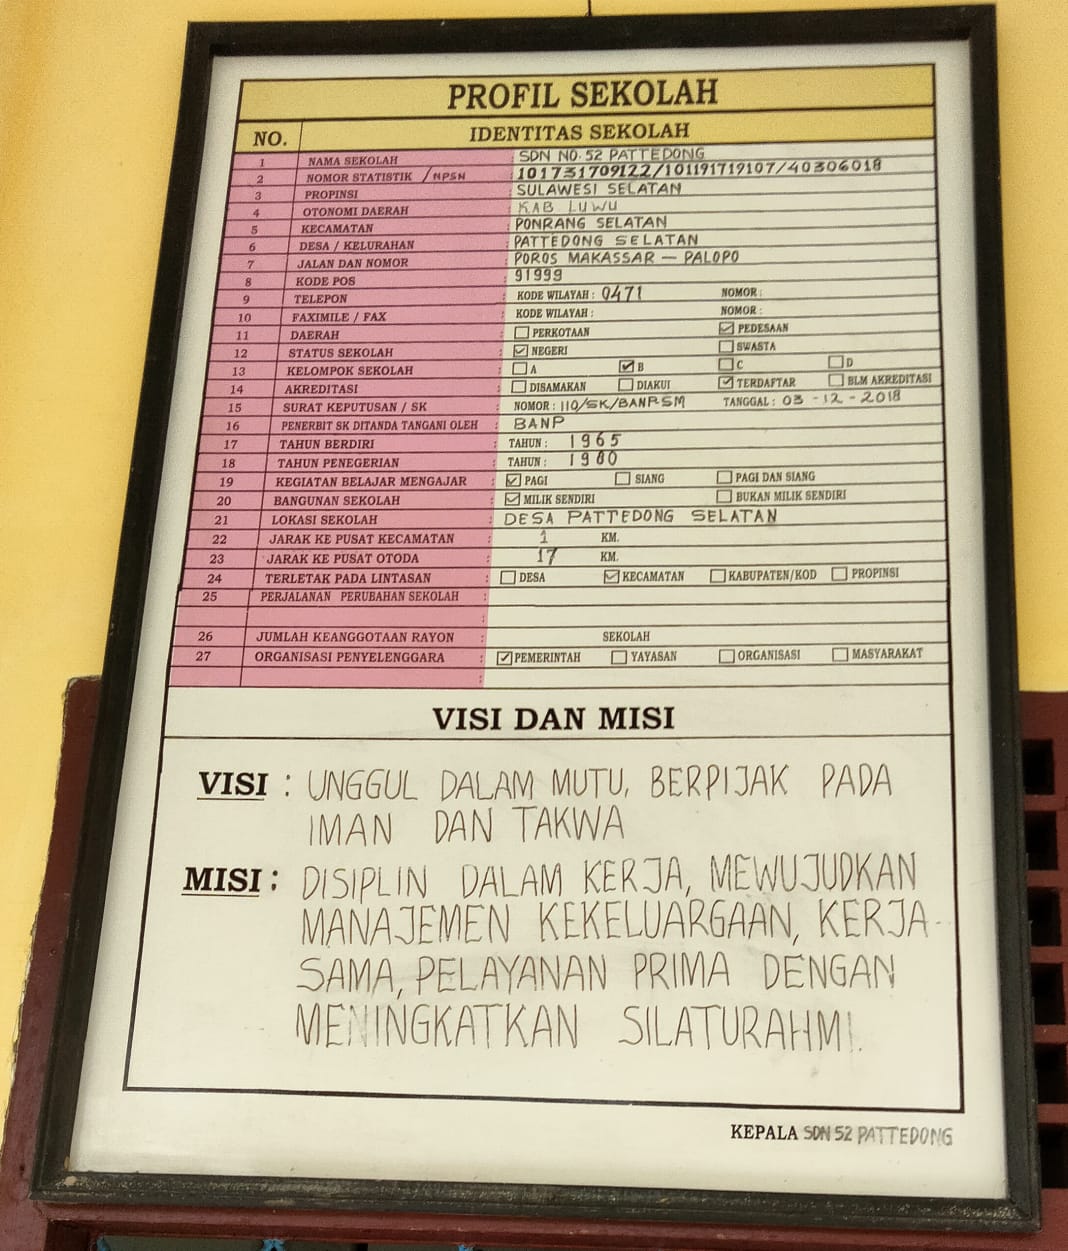 PROFIL SEKOLAH
NO. IDENTITAS SEKOLAH
1 NAMA SEKOLAH : SDN NO. 52 PATTEDONG
2 NOMOR STATISTIK / NPSN : 101731709122/101191719107/40306018
3 PROPINSI : SULAWESI SELATAN
4 OTONOMI DAERAH : KAB LUWU
5 KECAMATAN : PONRANG SELATAN
6 DESA / KELURAHAN : PATTEDONG SELATAN
7 JALAN DAN NOMOR : POROS MAKASSAR — PALOPO
8 KODE POS : 91999
9 TELEPON : KODE WILAYAH : 0471 NOMOR :
10 FAXIMILE / FAX : KODE WILAYAH : NOMOR :
11 DAERAH : PERKOTAAN PEDESAAN
12 STATUS SEKOLAH : NEGERI SWASTA
13 KELOMPOK SEKOLAH : A B C D
14 AKREDITASI : DISAMAKAN DIAKUI TERDAFTAR BLM AKREDITASI
15 SURAT KEPUTUSAN / SK : NOMOR : 110/SK/BANP.SM TANGGAL : 03 - 12 - 2018
16 PENERBIT SK DITANDA TANGANI OLEH : BANP
17 TAHUN BERDIRI : TAHUN : 1965
18 TAHUN PENEGERIAN : TAHUN : 1980
19 KEGIATAN BELAJAR MENGAJAR : PAGI SIANG PAGI DAN SIANG
20 BANGUNAN SEKOLAH : MILIK SENDIRI BUKAN MILIK SENDIRI
21 LOKASI SEKOLAH : DESA PATTEDONG SELATAN
22 JARAK KE PUSAT KECAMATAN : 1 KM.
23 JARAK KE PUSAT OTODA : 17 KM.
24 TERLETAK PADA LINTASAN : DESA KECAMATAN KABUPATEN/KOD PROPINSI
25 PERJALANAN PERUBAHAN SEKOLAH :
:
26 JUMLAH KEANGGOTAAN RAYON : SEKOLAH
27 ORGANISASI PENYELENGGARA : PEMERINTAH YAYASAN ORGANISASI MASYARAKAT
:
VISI DAN MISI
VISI : UNGGUL DALAM MUTU, BERPIJAK PADA
IMAN DAN TAKWA
MISI : DISIPLIN DALAM KERJA, MEWUJUDKAN
MANAJEMEN KEKELUARGAAN, KERJA-
SAMA, PELAYANAN PRIMA DENGAN
MENINGKATKAN SILATURAHMI.
KEPALA SDN 52 PATTEDONG